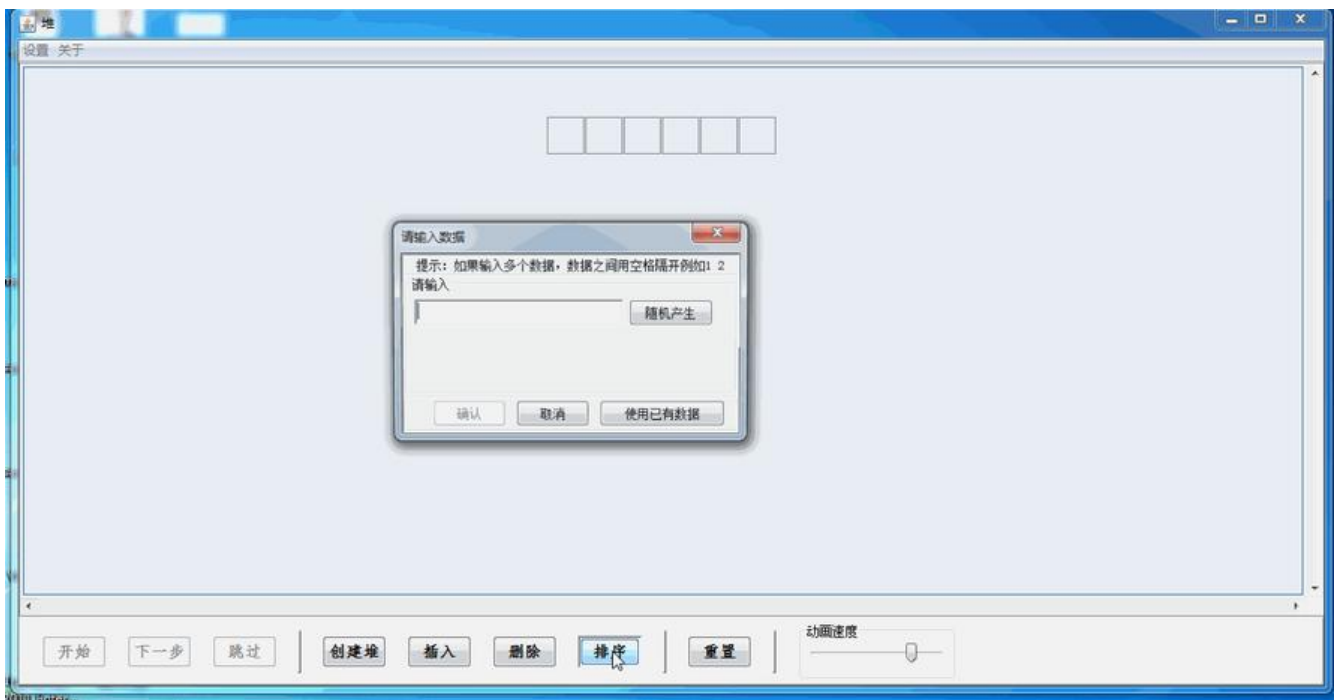 堆
设置 关于
请输入数据
提示：如果输入多个数据，数据之间用空格隔开例如1 2
请输入
随机产生
确认 取消 使用已有数据
开始 下一步 跳过 创建堆 插入 删除 排序 重置 动画速度